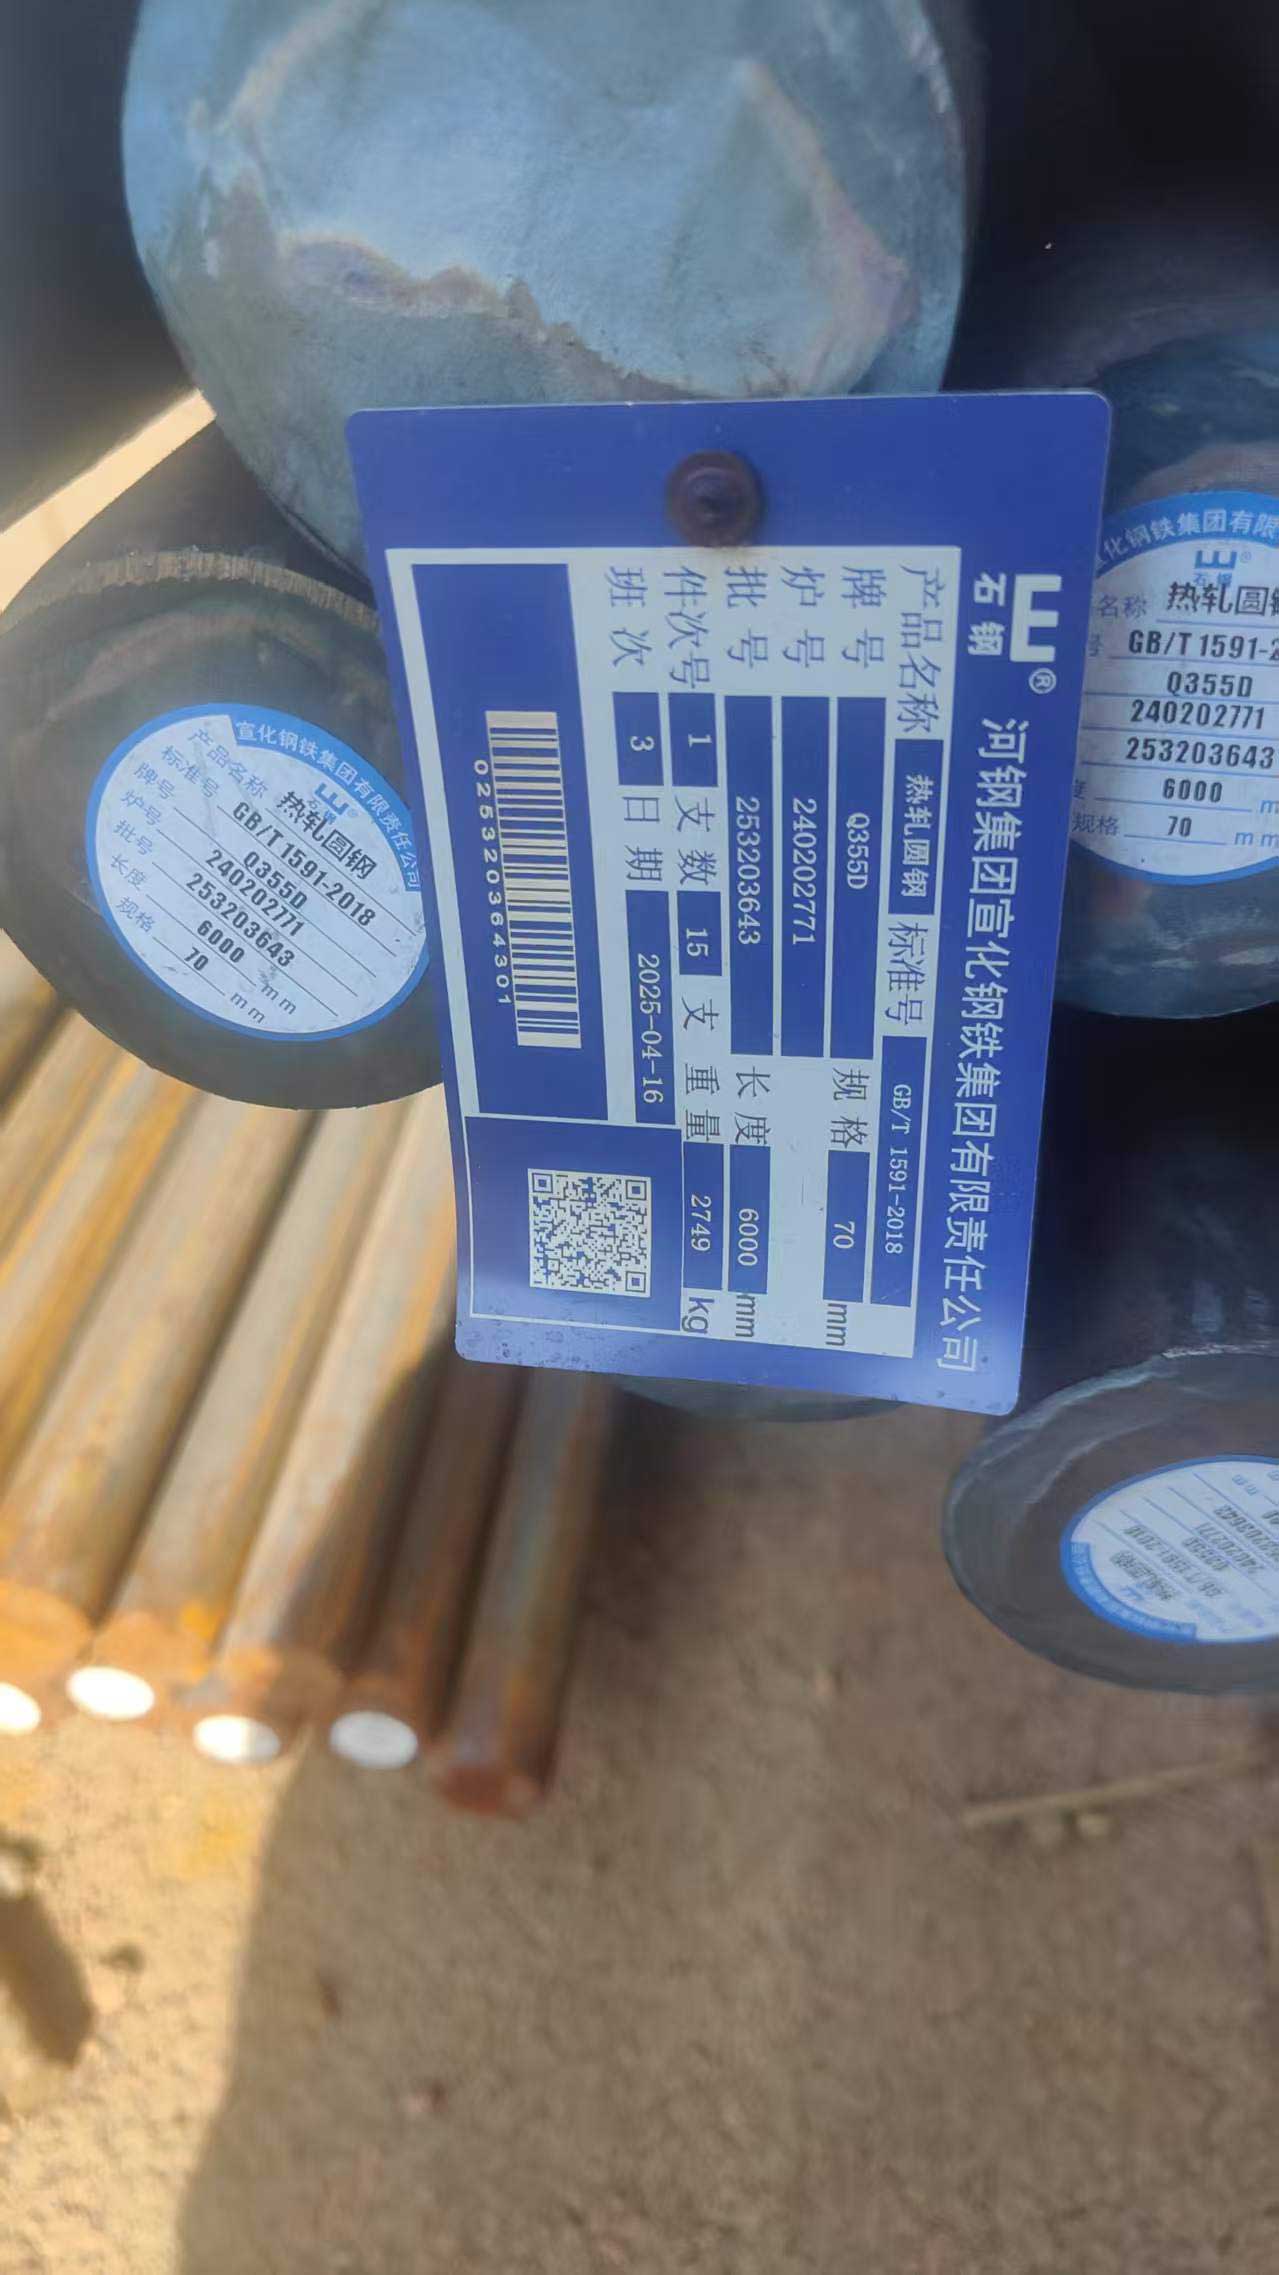 石钢
河钢集团宣化钢铁集团有限责任公司
产品名称 热轧圆钢 标准号 GB/T 1591-2018
牌号 Q355D 规格 70 mm
炉号 240202771
批号 253203643 长度 6000 mm
件次号 1 支数 15 支 重量 2749 kg
班次 3 日期 2025-04-16
025320364301
宣化钢铁集团有限责任公司
石钢
产品名称 热轧圆钢
标准号 GB/T 1591-2018
牌号 Q355D
炉号 240202771
批号 253203643
长度 6000 mm
规格 70 mm
化钢铁集团有限
石钢
名称 热轧圆
号 GB/T 1591-2
Q355D
240202771
253203643
度 6000 m
规格 70 mm